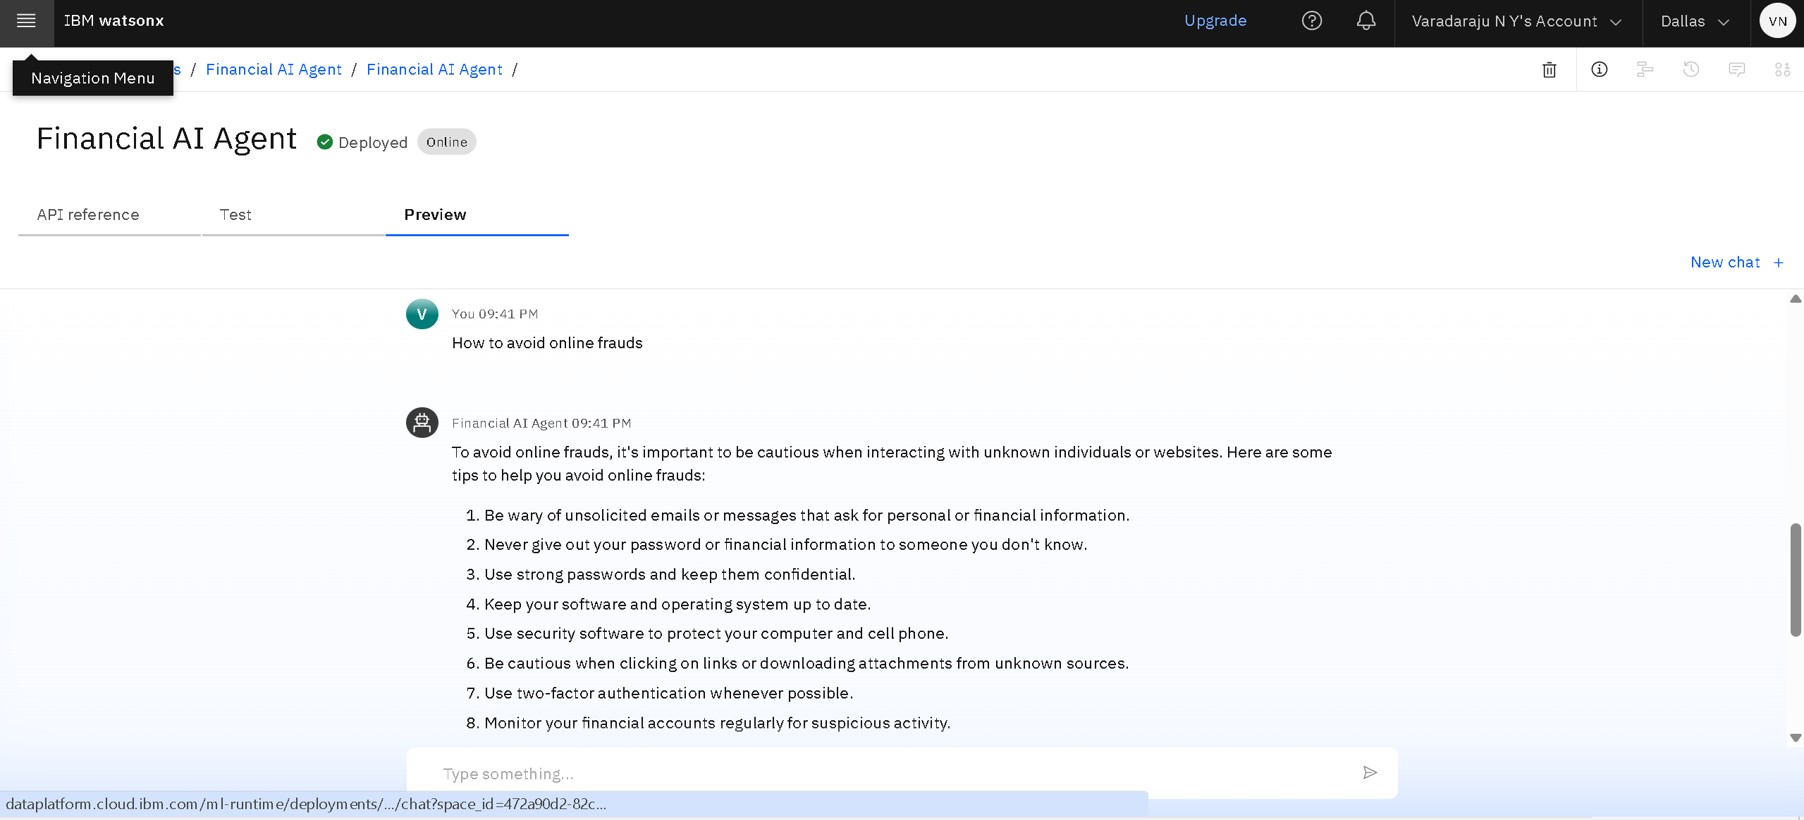 IBM watsonx
Upgrade
Varadaraju N Y's Account
Dallas
VN
Navigation Menu
s / Financial AI Agent / Financial AI Agent /
Financial AI Agent
Deployed
Online
API reference
Test
Preview
New chat +
V
You 09:41 PM
How to avoid online frauds
Financial AI Agent 09:41 PM
To avoid online frauds, it's important to be cautious when interacting with unknown individuals or websites. Here are some
tips to help you avoid online frauds:
1. Be wary of unsolicited emails or messages that ask for personal or financial information.
2. Never give out your password or financial information to someone you don't know.
3. Use strong passwords and keep them confidential.
4. Keep your software and operating system up to date.
5. Use security software to protect your computer and cell phone.
6. Be cautious when clicking on links or downloading attachments from unknown sources.
7. Use two-factor authentication whenever possible.
8. Monitor your financial accounts regularly for suspicious activity.
Type something...
dataplatform.cloud.ibm.com/ml-runtime/deployments/.../chat?space_id=472a90d2-82c...